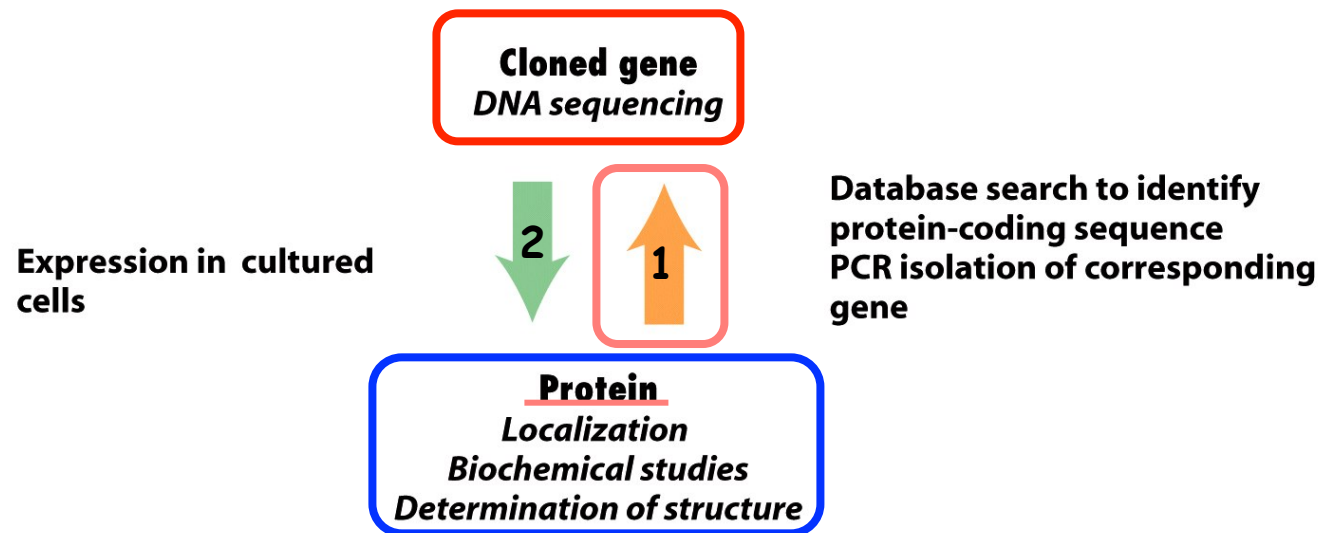 Cloned gene
DNA sequencing
2
1
Database search to identify
protein-coding sequence
PCR isolation of corresponding
gene
Expression in cultured
cells
Protein
Localization
Biochemical studies
Determination of structure